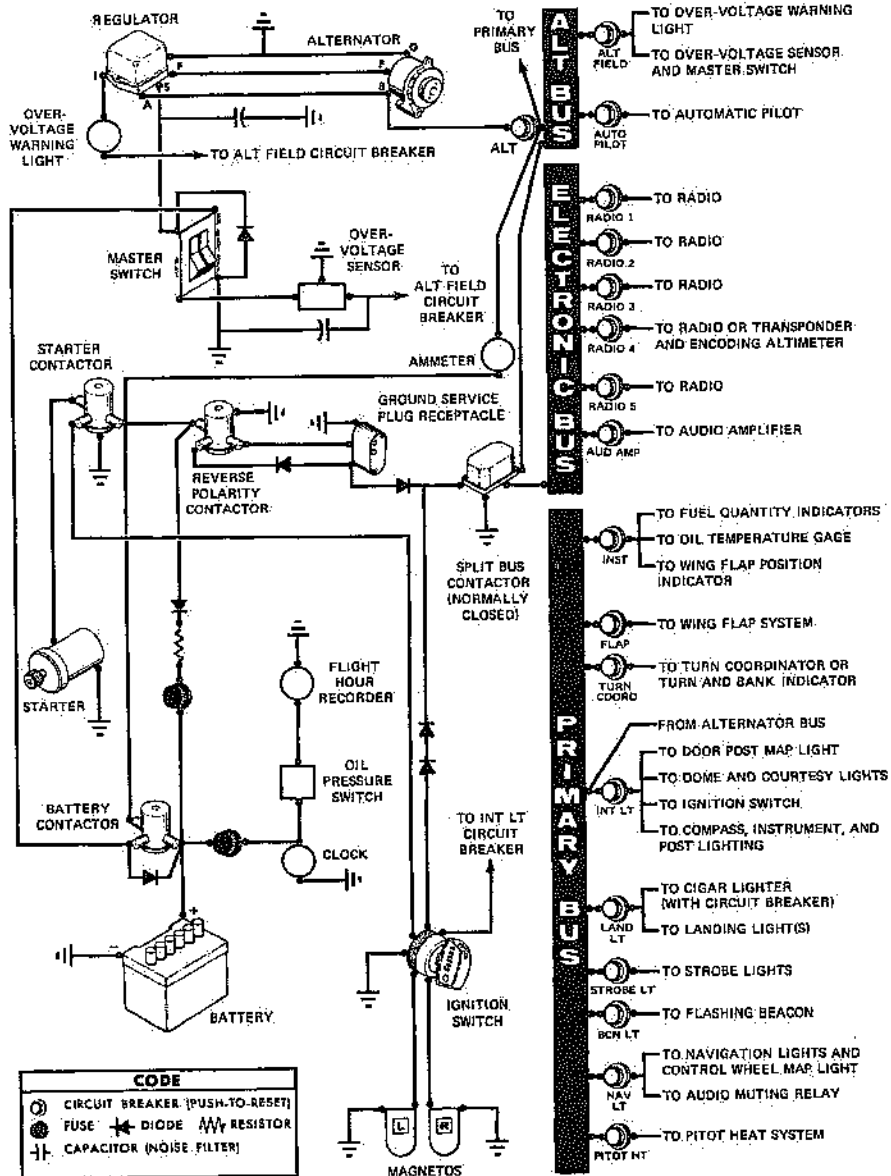 REGULATOR
ALTERNATOR
TO
PRIMARY
BUS
G
F
F
I
S
A
B
OVER-
VOLTAGE
WARNING
LIGHT
TO ALT FIELD CIRCUIT BREAKER
ALT
ALT BUS
ALT
FIELD
TO OVER-VOLTAGE WARNING
LIGHT
TO OVER-VOLTAGE SENSOR
AND MASTER SWITCH
AUTO
PILOT
TO AUTOMATIC PILOT
MASTER
SWITCH
OVER-
VOLTAGE
SENSOR
TO
ALT FIELD
CIRCUIT
BREAKER
ELECTRONIC BUS
RADIO 1
TO RADIO
RADIO 2
TO RADIO
RADIO 3
TO RADIO
RADIO 4
TO RADIO OR TRANSPONDER
AND ENCODING ALTIMETER
RADIO 5
TO RADIO
AUD AMP
TO AUDIO AMPLIFIER
STARTER
CONTACTOR
AMMETER
GROUND SERVICE
PLUG RECEPTACLE
REVERSE
POLARITY
CONTACTOR
SPLIT BUS
CONTACTOR
(NORMALLY
CLOSED)
STARTER
FLIGHT
HOUR
RECORDER
OIL
PRESSURE
SWITCH
BATTERY
CONTACTOR
CLOCK
TO INT LT
CIRCUIT
BREAKER
- +
BATTERY
IGNITION
SWITCH
L
R
MAGNETOS
PRIMARY BUS
INST
TO FUEL QUANTITY INDICATORS
TO OIL TEMPERATURE GAGE
TO WING FLAP POSITION
INDICATOR
FLAP
TO WING FLAP SYSTEM
TURN
COORD
TO TURN COORDINATOR OR
TURN AND BANK INDICATOR
FROM ALTERNATOR BUS
INT LT
TO DOOR POST MAP LIGHT
TO DOME AND COURTESY LIGHTS
TO IGNITION SWITCH
TO COMPASS, INSTRUMENT, AND
POST LIGHTING
LAND
LT
TO CIGAR LIGHTER
(WITH CIRCUIT BREAKER)
TO LANDING LIGHT(S)
STROBE LT
TO STROBE LIGHTS
BCN LT
TO FLASHING BEACON
NAV
LT
TO NAVIGATION LIGHTS AND
CONTROL WHEEL MAP LIGHT
TO AUDIO MUTING RELAY
PITOT HT
TO PITOT HEAT SYSTEM
CODE
CIRCUIT BREAKER (PUSH-TO-RESET)
FUSE DIODE RESISTOR
CAPACITOR (NOISE FILTER)